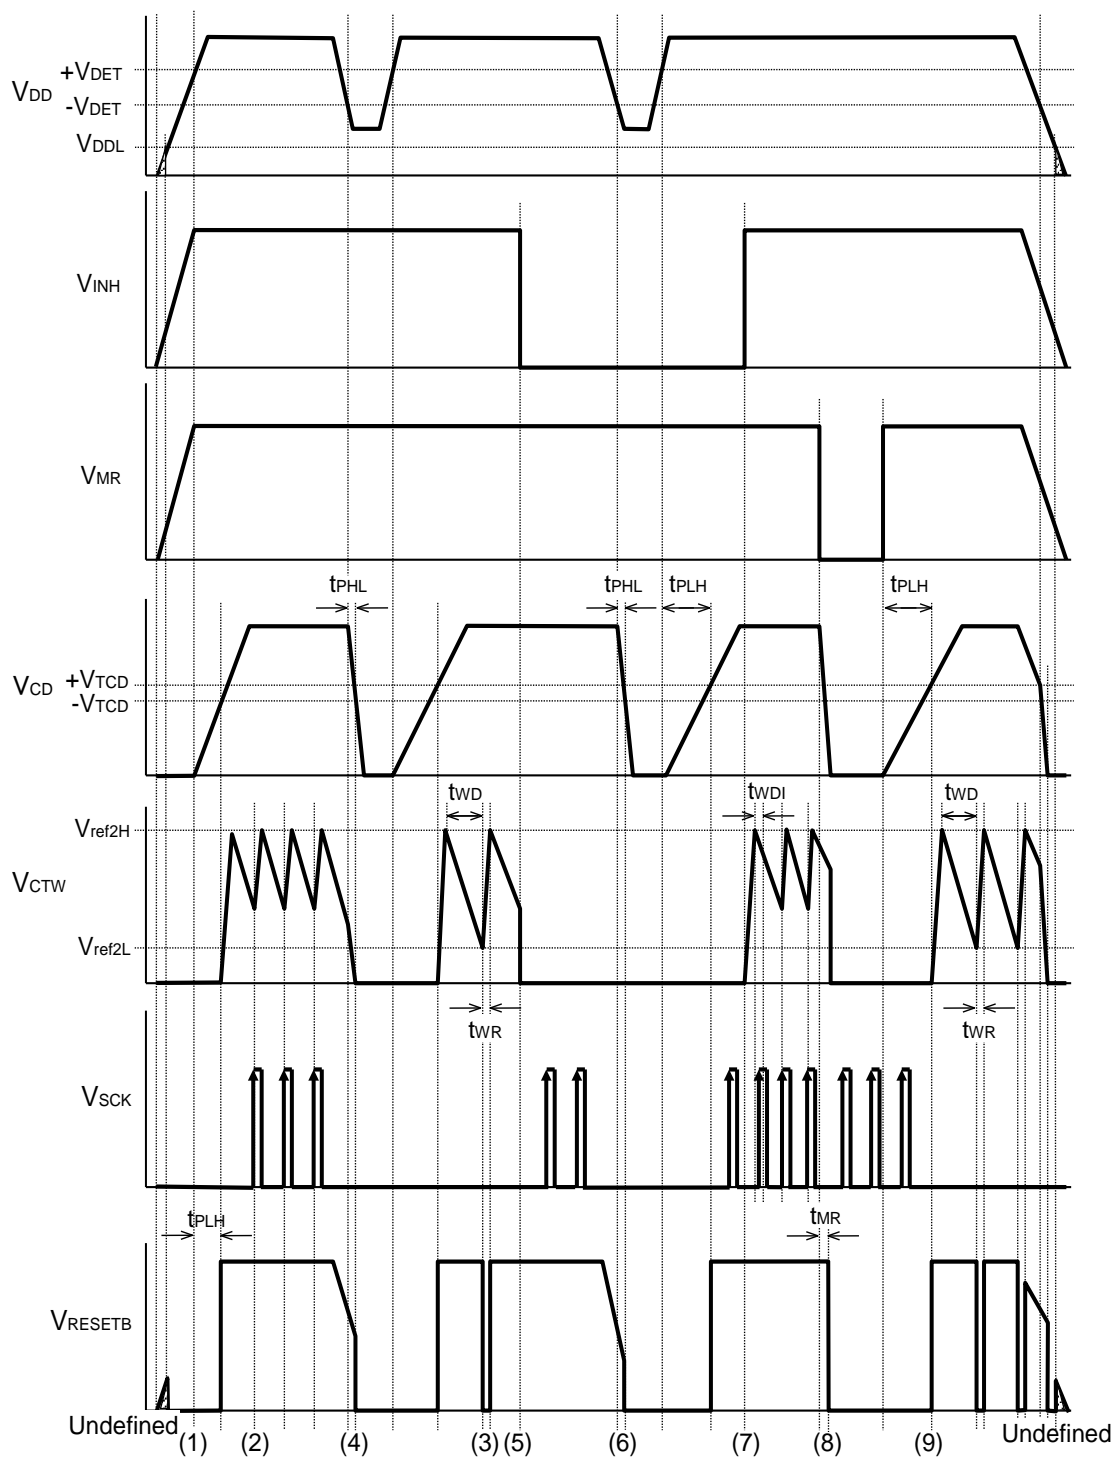 +VDET
VDD
-VDET
VDDL
VINH
VMR
tPHL tPHL tPLH tPLH
VCD +VTCD
-VTCD
tWD tWDI tWD
Vref2H
VCTW
Vref2L
tWR tWR
VSCK
tPLH tMR
VRESETB
Undefined Undefined
(1) (2) (4) (3) (5) (6) (7) (8) (9)